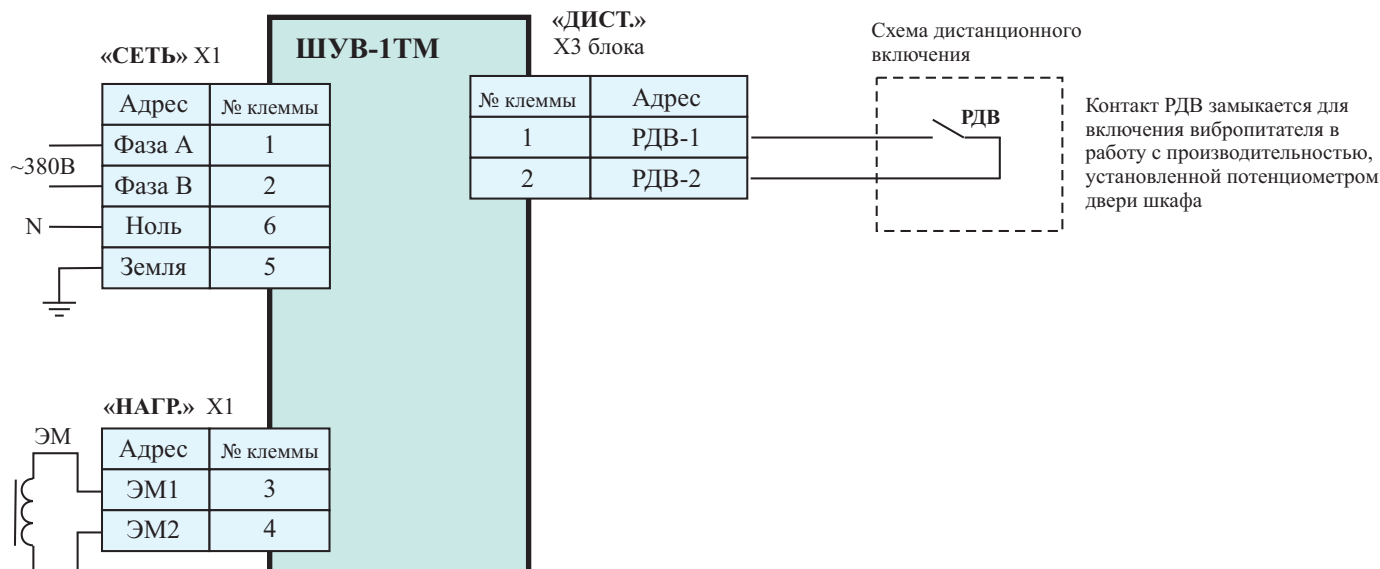 «СЕТЬ» X1
Адрес № клеммы
~380В
Фаза А 1
Фаза В 2
N
Ноль 6
Земля 5
ШУВ-1ТМ
«ДИСТ.»
X3 блока
№ клеммы Адрес
1 РДВ-1
2 РДВ-2
Схема дистанционного
включения
РДВ
Контакт РДВ замыкается для
включения вибропитателя в
работу с производительностью,
установленной потенциометром
двери шкафа
«НАГР.» X1
ЭМ
Адрес № клеммы
ЭМ1 3
ЭМ2 4